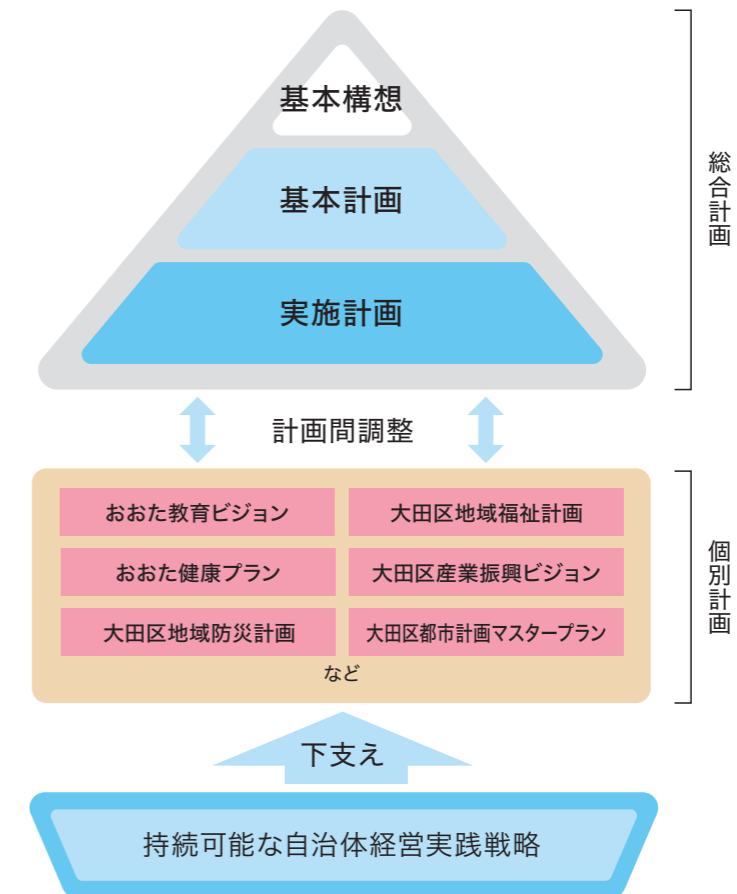 基本構想
基本計画
実施計画
総合計画
計画間調整
おおた教育ビジョン
大田区地域福祉計画
おおた健康プラン
大田区産業振興ビジョン
大田区地域防災計画
大田区都市計画マスタープラン
など
個別計画
下支え
持続可能な自治体経営実践戦略